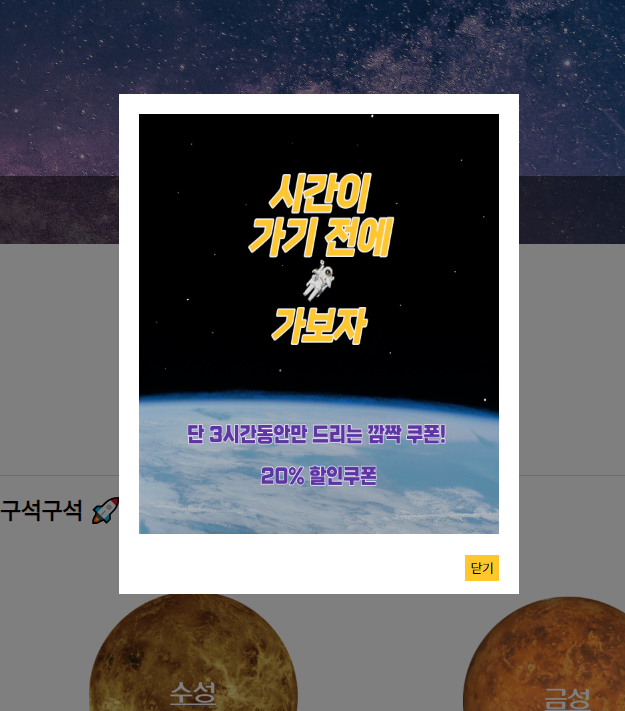 시간이
가기 전에
가보자
단 3시간동안만 드리는 깜짝 쿠폰!
20% 할인쿠폰
구석구석 🚀
닫기
수성
금성